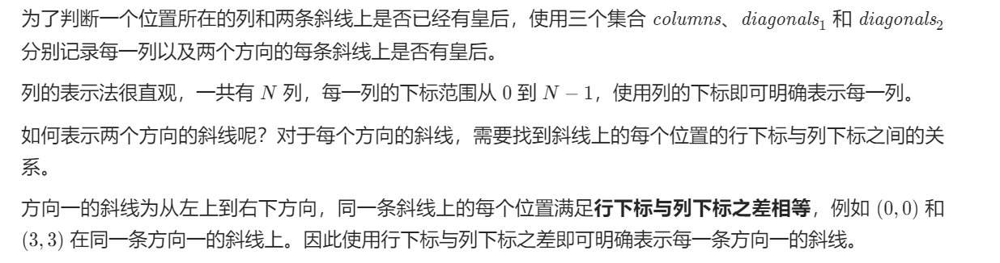 为了判断一个位置所在的列和两条斜线上是否已经有皇后，使用三个集合 columns、diagonals₁ 和 diagonals₂
分别记录每一列以及两个方向的每条斜线上是否有皇后。
列的表示法很直观，一共有 N 列，每一列的下标范围从 0 到 N − 1，使用列的下标即可明确表示每一列。
如何表示两个方向的斜线呢？对于每个方向的斜线，需要找到斜线上的每个位置的行下标与列下标之间的关
系。
方向一的斜线为从左上到右下方向，同一条斜线上的每个位置满足行下标与列下标之差相等，例如 (0, 0) 和
(3, 3) 在同一条方向一的斜线上。因此使用行下标与列下标之差即可明确表示每一条方向一的斜线。